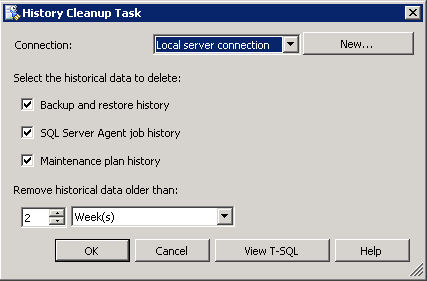 History Cleanup Task
Connection: Local server connection New...
Select the historical data to delete:
Backup and restore history
SQL Server Agent job history
Maintenance plan history
Remove historical data older than:
2 Week(s)
OK Cancel View T-SQL Help